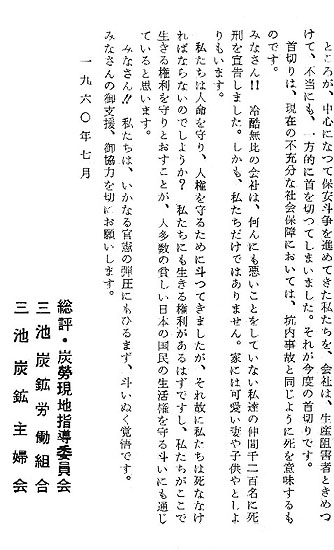 ところが、中心になつて保安斗争を進めてきた私たちを、会社は、生産阻害者ときめつ
けて、不当にも、一方的に首を切つてしまいました。それが今度の首切りです。
首切りは、現在の不充分な社会保障においては、坑内事故と同じように死を意味するも
のです。
みなさん!! 冷酷無比の会社は、何んにも悪いことをしていない私達の仲間千二百名に死
刑を宣告しました。しかも、私たちだけではありません。家には可愛い妻や子供やとしよ
りもいます。
私たちは人命を守り、人権を守るために斗つてきましたが、それ故に私たちは死ななけ
ればならないのでしようか? 私たちにも生きる権利があるはずですし、私たちがここで
生きる権利を守りとおすことが、人多数の貧しい日本の国民の生活権を守る斗いにも通じ
ていると思います。
みなさん!! 私たちは、いかなる官憲の弾圧にもひるまず、斗いぬく覚悟です。
みなさんの御支援、御協力を切にお願いします。
一九六〇年七月
総評・炭労現地指導委員会
三池炭鉱労働組合
三池炭鉱主婦会